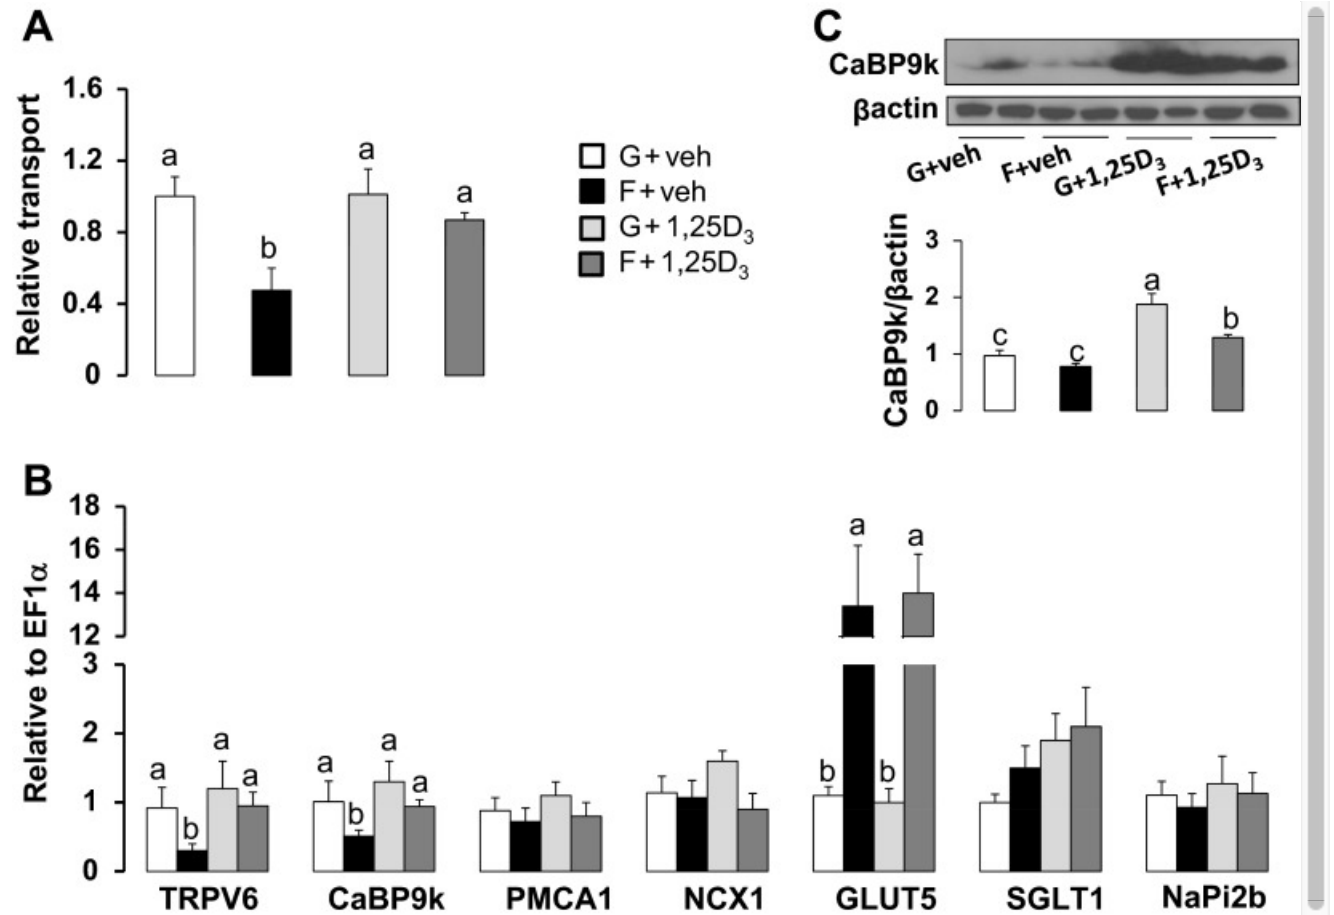 A
Relative transport
1.6
1.2
0.8
0.4
0
a
b
a
a
G+veh
F+veh
G+1,25D₃
F+1,25D₃
C
CaBP9k
βactin
G+veh
F+veh
G+1,25D₃
F+1,25D₃
CaBP9k/βactin
3
2
1
0
c
c
a
b
B
Relative to EF1α
18
16
14
12
3
2
1
0
a
b
a
a
a
b
a
a
b
a
b
a
TRPV6
CaBP9k
PMCA1
NCX1
GLUT5
SGLT1
NaPi2b